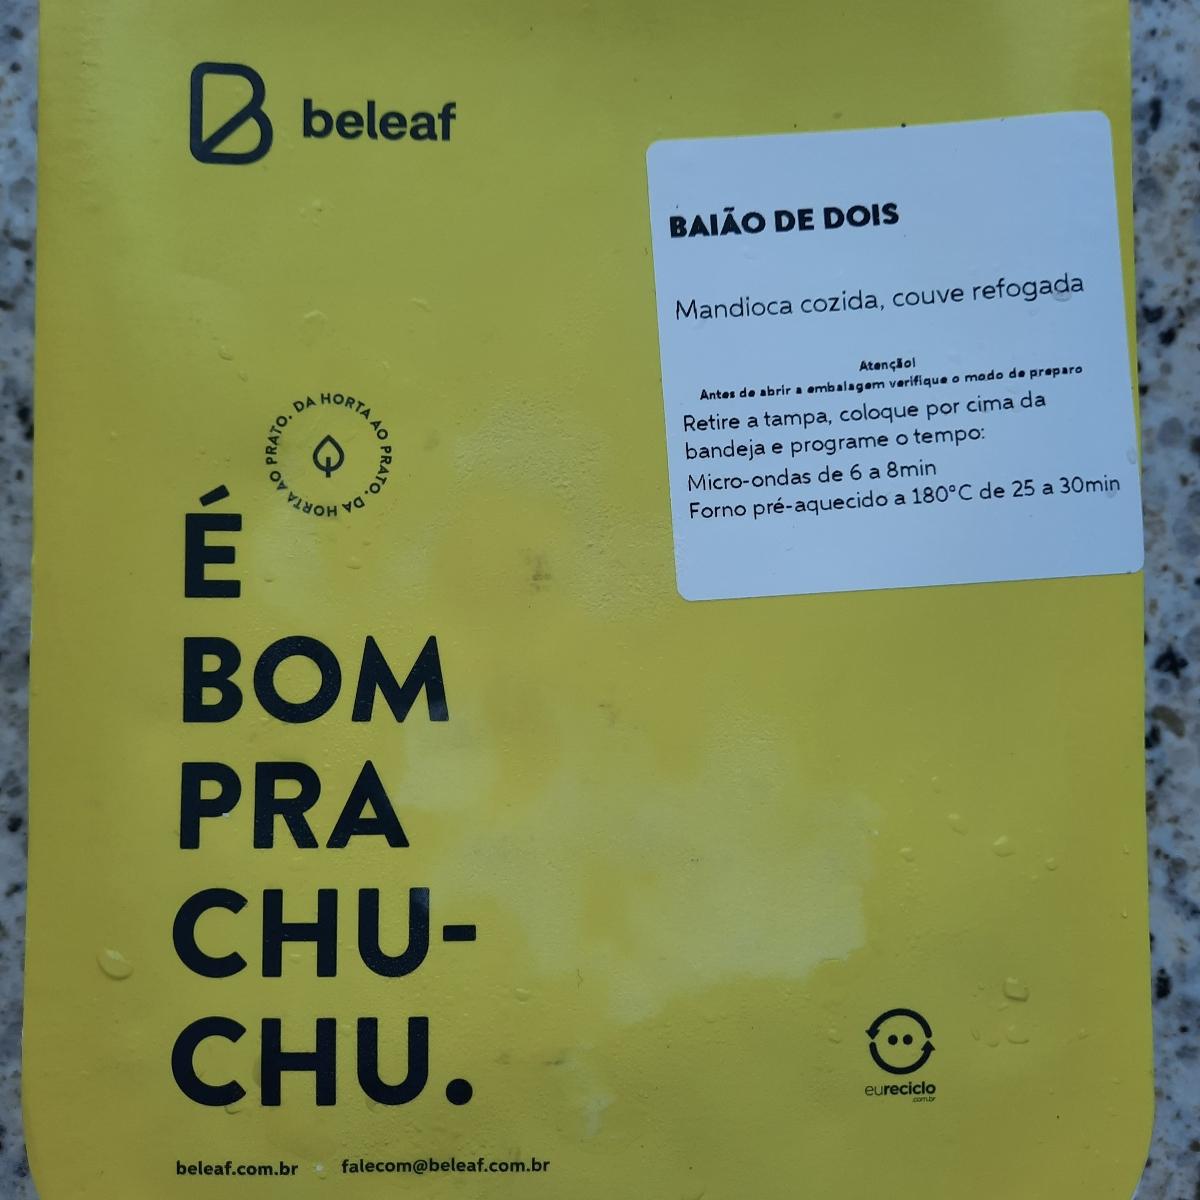 beleaf
BAIÃO DE DOIS
Mandioca cozida, couve refogada
Atenção!
Antes de abrir a embalagem verifique o modo de preparo
Retire a tampa, coloque por cima da
bandeja e programe o tempo:
Micro-ondas de 6 a 8min
Forno pré-aquecido a 180°C de 25 a 30min
DA HORTA AO PRATO. DA HORTA AO PRATO.
É
BOM
PRA
CHU-
CHU.
eureciclo
.com.br
beleaf.com.br • falecom@beleaf.com.br